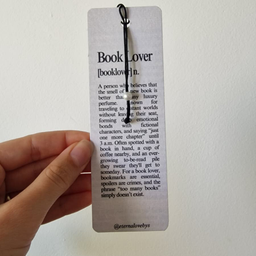 Book Lover
[booklover] n.
A person who believes that
the smell of new book is
better than any luxury
perfume. Known for
traveling to distant worlds
without leaving their seat,
forming deep emotional
bonds with fictional
characters, and saying "just
one more chapter" until
3 a.m. Often spotted with a
book in hand, a cup of
coffee nearby, and an ever-
growing to-be-read pile
they swear they'll get to
someday. For a book lover,
bookmarks are essential,
spoilers are crimes, and the
phrase "too many books"
simply doesn't exist.